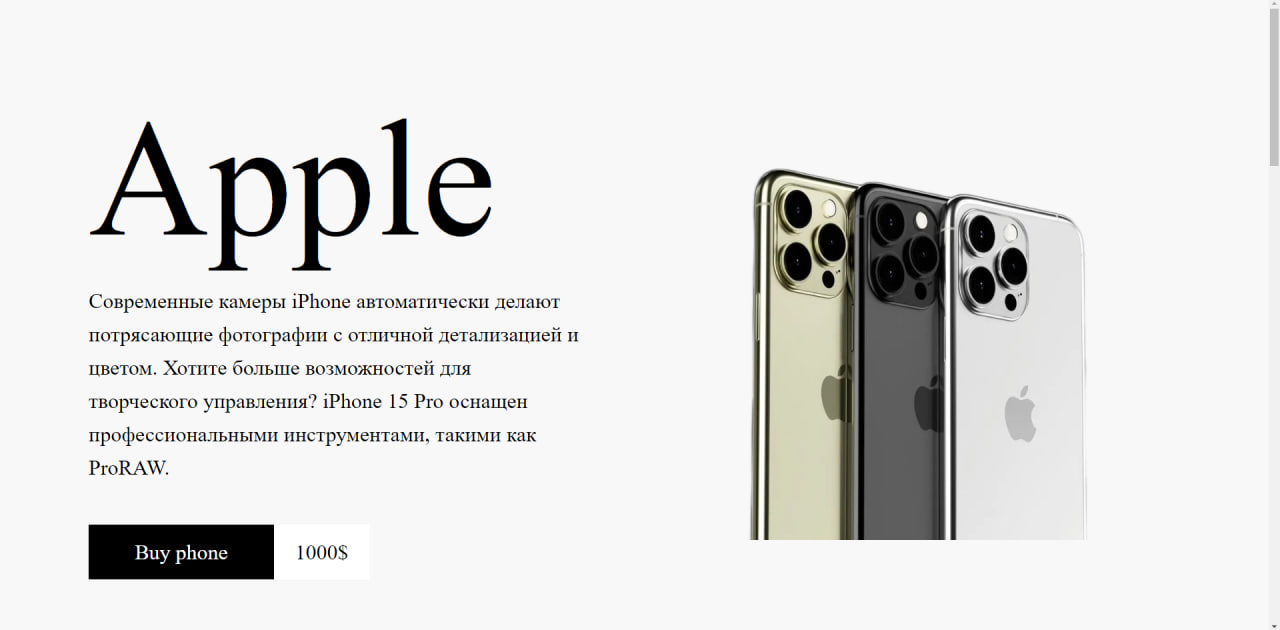 Apple
Современные камеры iPhone автоматически делают
потрясающие фотографии с отличной детализацией и
цветом. Хотите больше возможностей для
творческого управления? iPhone 15 Pro оснащен
профессиональными инструментами, такими как
ProRAW.
Buy phone
1000$